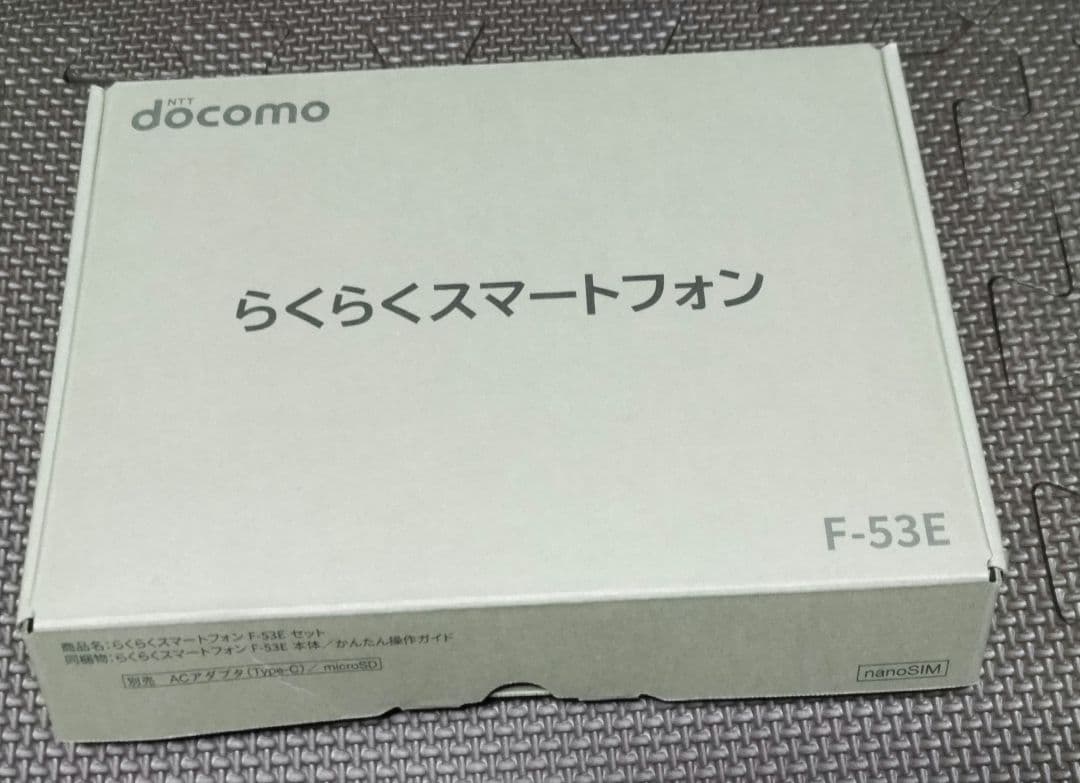 NTT
docomo
らくらくスマートフォン
F-53E
商品名:らくらくスマートフォン F-53E セット
同梱物:らくらくスマートフォン F-53E 本体/かんたん操作ガイド
別売 ACアダプタ(Type-C)/microSD
nanoSIM